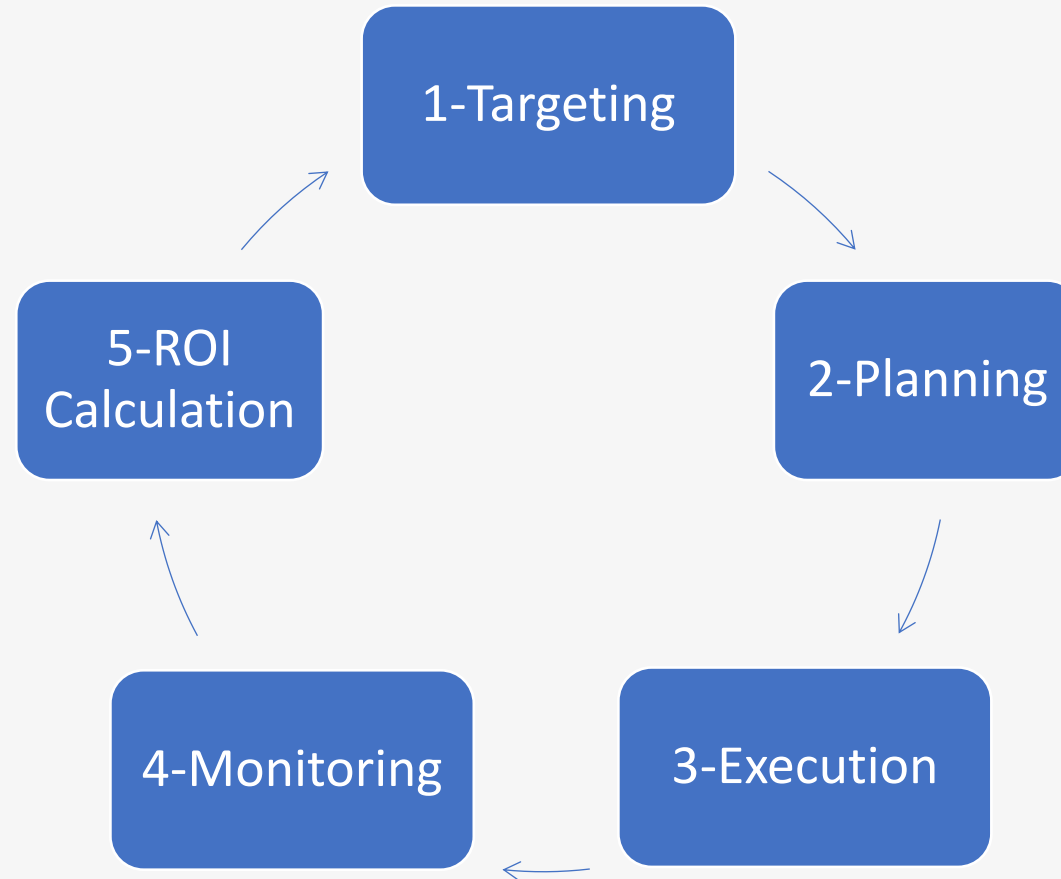 1-Targeting
2-Planning
3-Execution
4-Monitoring
5-ROI
Calculation